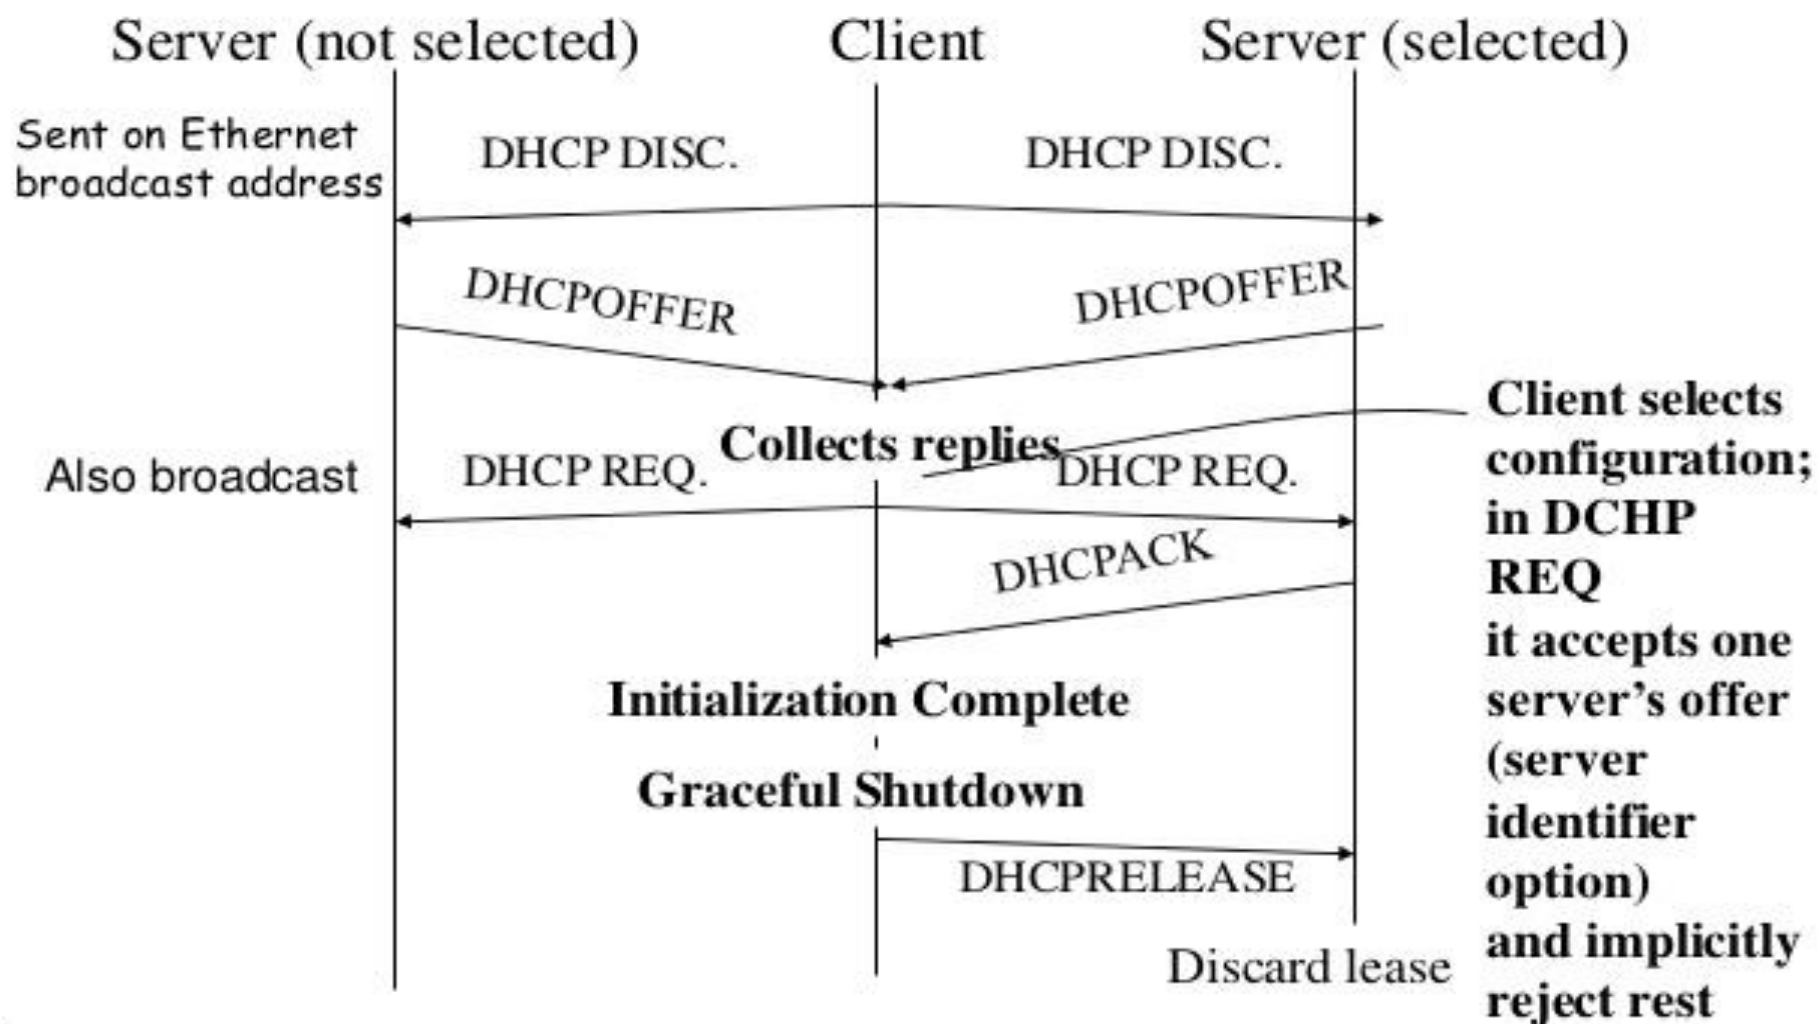 Server (not selected)
Client
Server (selected)
Sent on Ethernet
broadcast address
DHCP DISC.
DHCP DISC.
DHCPOFFER
DHCPOFFER
Collects replies
Also broadcast
DHCP REQ.
DHCP REQ.
DHCPACK
Initialization Complete
Graceful Shutdown
DHCPRELEASE
Discard lease
Client selects
configuration;
in DCHP
REQ
it accepts one
server's offer
(server
identifier
option)
and implicitly
reject rest